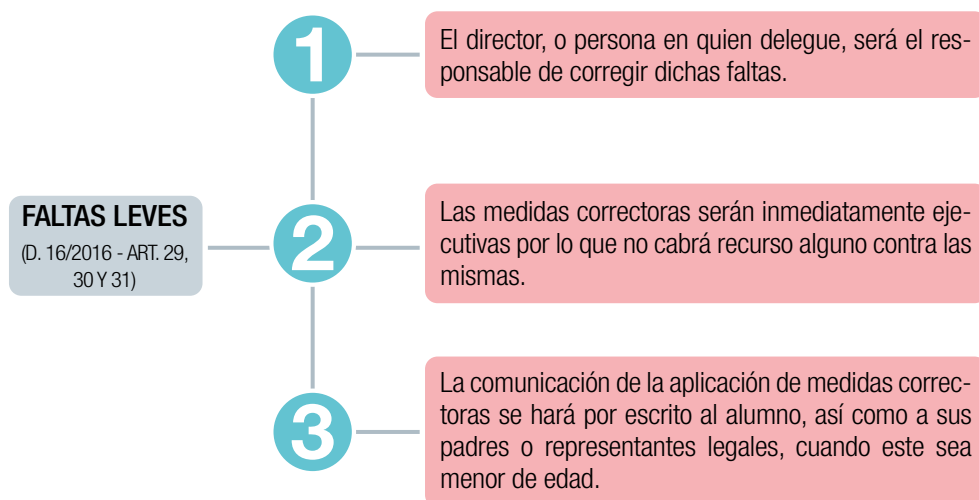 1
El director, o persona en quien delegue, será el res-
ponsable de corregir dichas faltas.
FALTAS LEVES
(D. 16/2016 - ART. 29,
30 Y 31)
2
Las medidas correctoras serán inmediatamente eje-
cutivas por lo que no cabrá recurso alguno contra las
mismas.
3
La comunicación de la aplicación de medidas correc-
toras se hará por escrito al alumno, así como a sus
padres o representantes legales, cuando este sea
menor de edad.